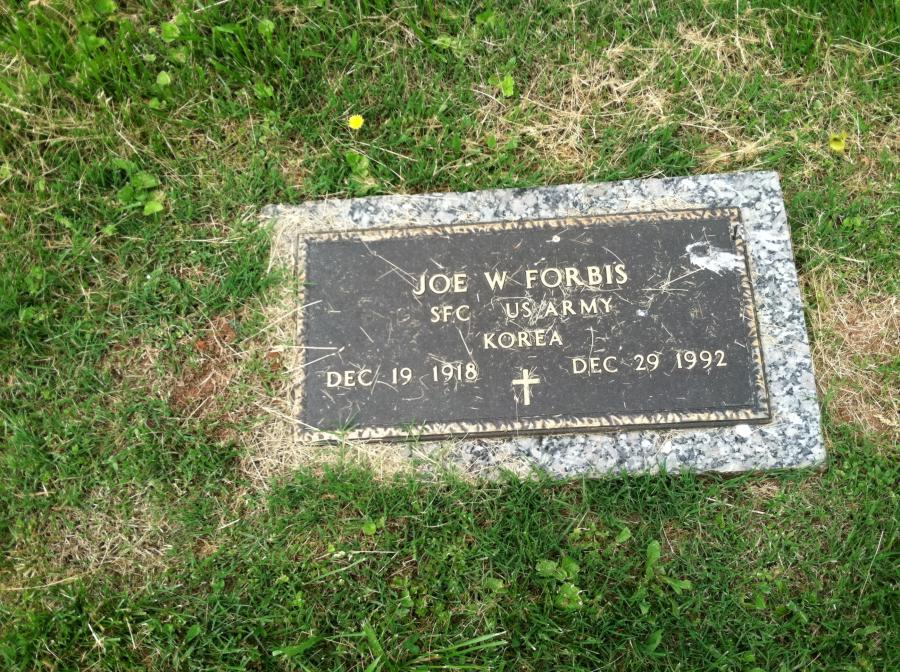 JOE W FORBIS
SFC US ARMY
KOREA
DEC 19 1918 DEC 29 1992